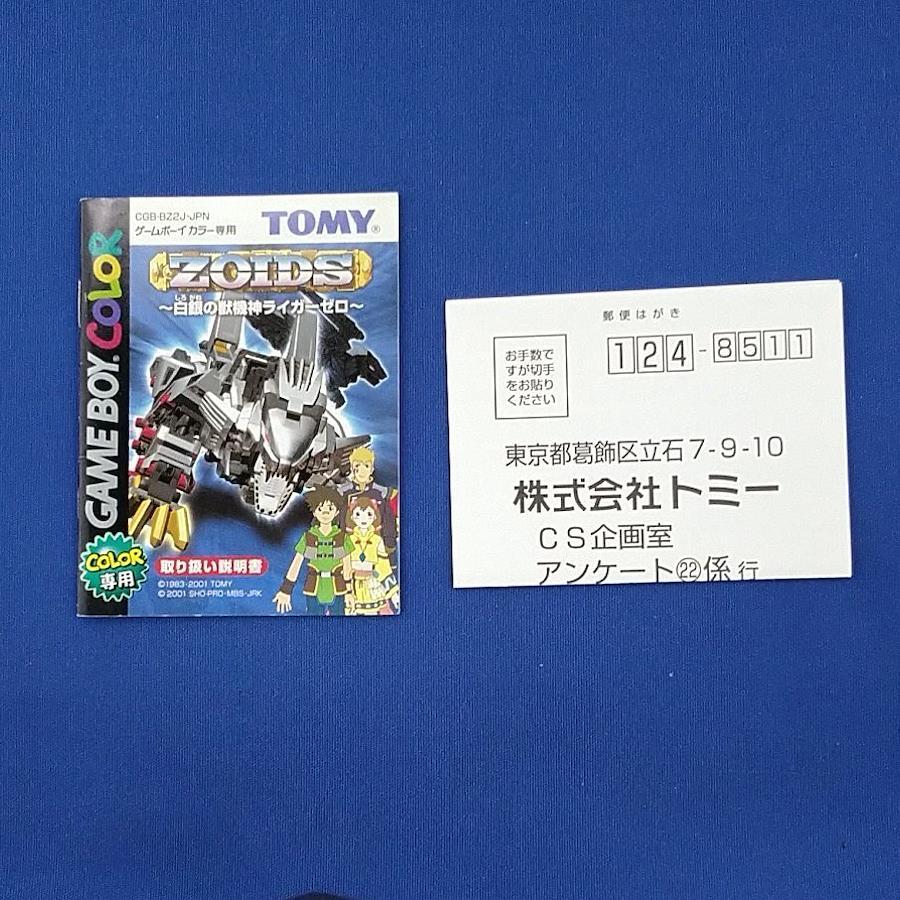 CGB-BZ2J-JPN
ゲームボーイカラー専用
TOMY®
ZOIDS
しろがね
～白銀の獣機神ライガーゼロ～
GAME BOY COLOR
COLOR
専用
取り扱い説明書
©1983-2001 TOMY
©2001 SHO-PRO・MBS・JRK
郵便はがき
お手数で
すが切手
をお貼り
ください
124-8511
東京都葛飾区立石7-9-10
株式会社トミー
CS企画室
アンケート㉒係 行